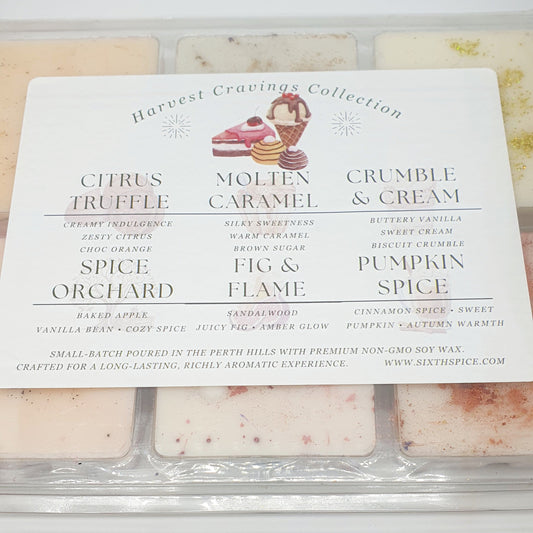 Harvest Cravings Collection
CITRUS
TRUFFLE
CREAMY INDULGENCE
ZESTY CITRUS
CHOC ORANGE
MOLTEN
CARAMEL
SILKY SWEETNESS
WARM CARAMEL
BROWN SUGAR
CRUMBLE
& CREAM
BUTTERY VANILLA
SWEET CREAM
BISCUIT CRUMBLE
SPICE
ORCHARD
BAKED APPLE
VANILLA BEAN • COZY SPICE
FIG &
FLAME
SANDALWOOD
JUICY FIG • AMBER GLOW
PUMPKIN
SPICE
CINNAMON SPICE • SWEET
PUMPKIN • AUTUMN WARMTH
SMALL-BATCH POURED IN THE PERTH HILLS WITH PREMIUM NON-GMO SOY WAX.
CRAFTED FOR A LONG-LASTING, RICHLY AROMATIC EXPERIENCE. WWW.SIXTHSPICE.COM